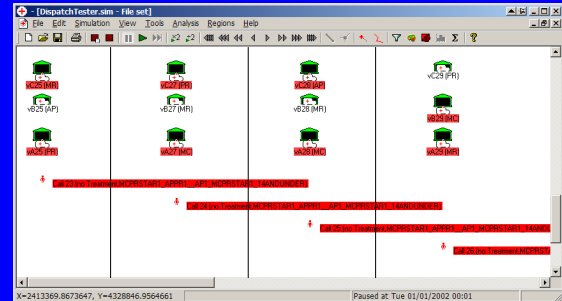 - [DispatchTester.sim - File set]
File Edit Simulation View Tools Analysis Regions Help
vC25 (MR) vC27 (PR) vC28 (AP) vC29 (PR)
vB25 (AP) vB27 (MR) vB28 (MR) vB29 (MC)
vA25 (PR) vA27 (MC) vA28 (MC) vA29 (MR)
Call 23 (no Treatment,MCPRSTAR1_APPR1__AP1_MCPRSTAR1_14ANDUNDER)
Call 24 (no Treatment,MCPRSTAR1_APPR1__AP1_MCPRSTAR1_14ANDUNDER)
Call 25 (no Treatment,MCPRSTAR1_APPR1__AP1_MCPRSTAR1_14AND
Call 26 (no Treatment,MCPRST
X=2413369.8673647, Y=4328846.9564661 Paused at Tue 01/01/2002 00:01